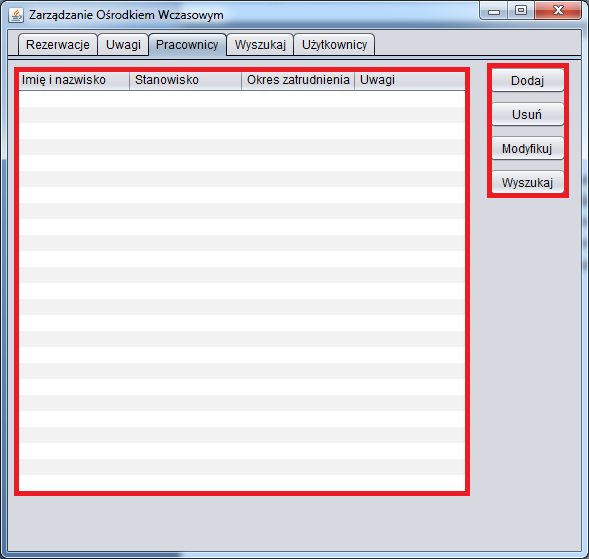 Zarządzanie Ośrodkiem Wczasowym
Rezerwacje Uwagi Pracownicy Wyszukaj Użytkownicy
Imię i nazwisko Stanowisko Okres zatrudnienia Uwagi
Dodaj
Usuń
Modyfikuj
Wyszukaj